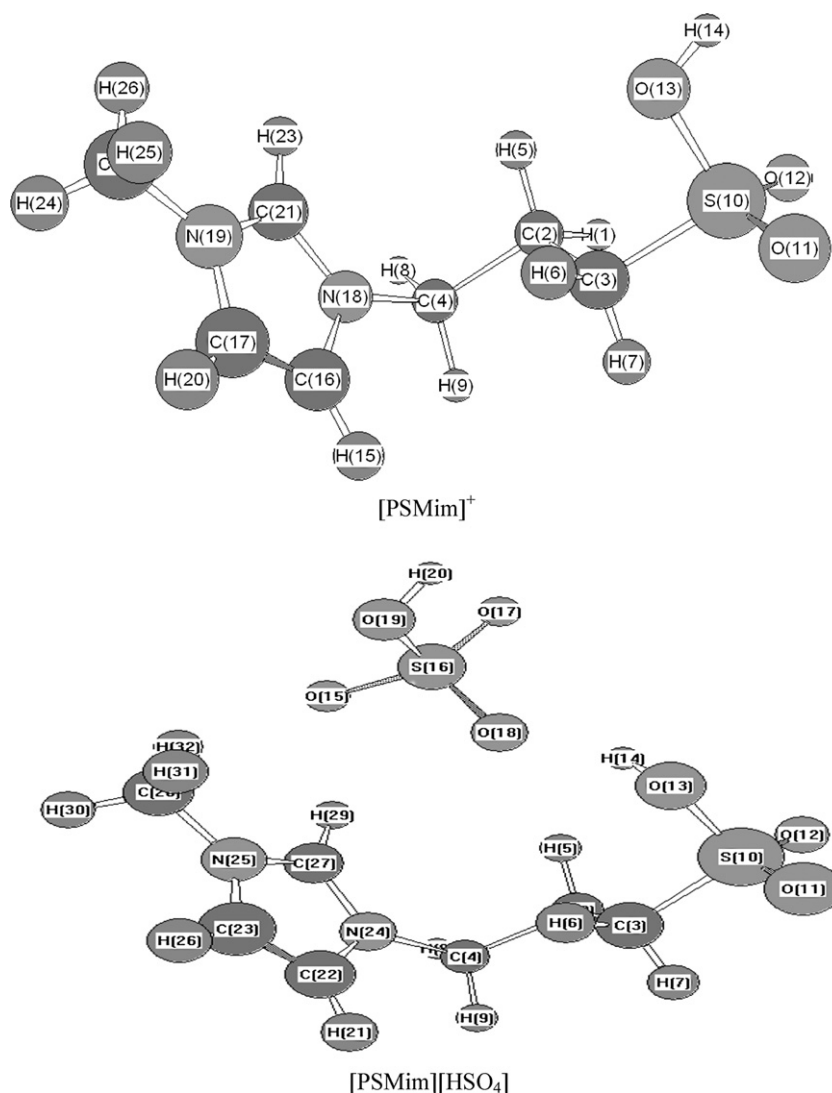 H(14)
O(13)
H(26)
H(25)
H(23)
H(5)
O(12)
H(24)
S(10)
C(21)
N(19)
C(2)
H(1)
O(11)
H(8)
H(6)
C(3)
N(18)
C(4)
C(17)
H(7)
H(20)
C(16)
H(9)
H(15)
[PSMim]+
H(20)
O(19)
O(17)
S(16)
O(15)
O(18)
H(32)
H(31)
H(14)
O(13)
H(30)
H(29)
O(12)
H(5)
S(10)
N(25)
C(27)
O(11)
C(23)
H(6)
C(3)
H(26)
N(24)
C(4)
C(22)
H(7)
H(9)
H(21)
[PSMim][HSO4]